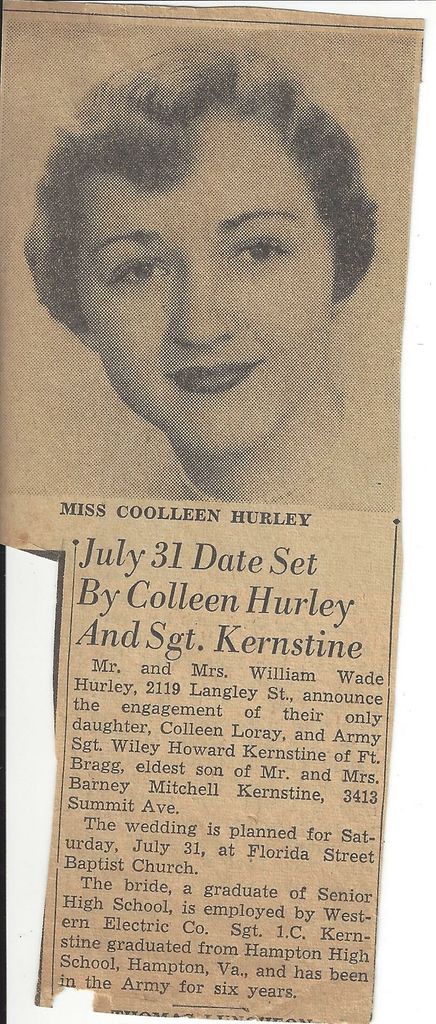 MISS COOLLEEN HURLEY
July 31 Date Set
By Colleen Hurley
And Sgt. Kernstine
Mr. and Mrs. William Wade
Hurley, 2119 Langley St., announce
the engagement of their only
daughter, Colleen Loray, and Army
Sgt. Wiley Howard Kernstine of Ft.
Bragg, eldest son of Mr. and Mrs.
Barney Mitchell Kernstine, 3413
Summit Ave.
The wedding is planned for Sat-
urday, July 31, at Florida Street
Baptist Church.
The bride, a graduate of Senior
High School, is employed by West-
ern Electric Co. Sgt. 1.C. Kern-
stine graduated from Hampton High
School, Hampton, Va., and has been
in the Army for six years.
THOMAS LUNCHEON